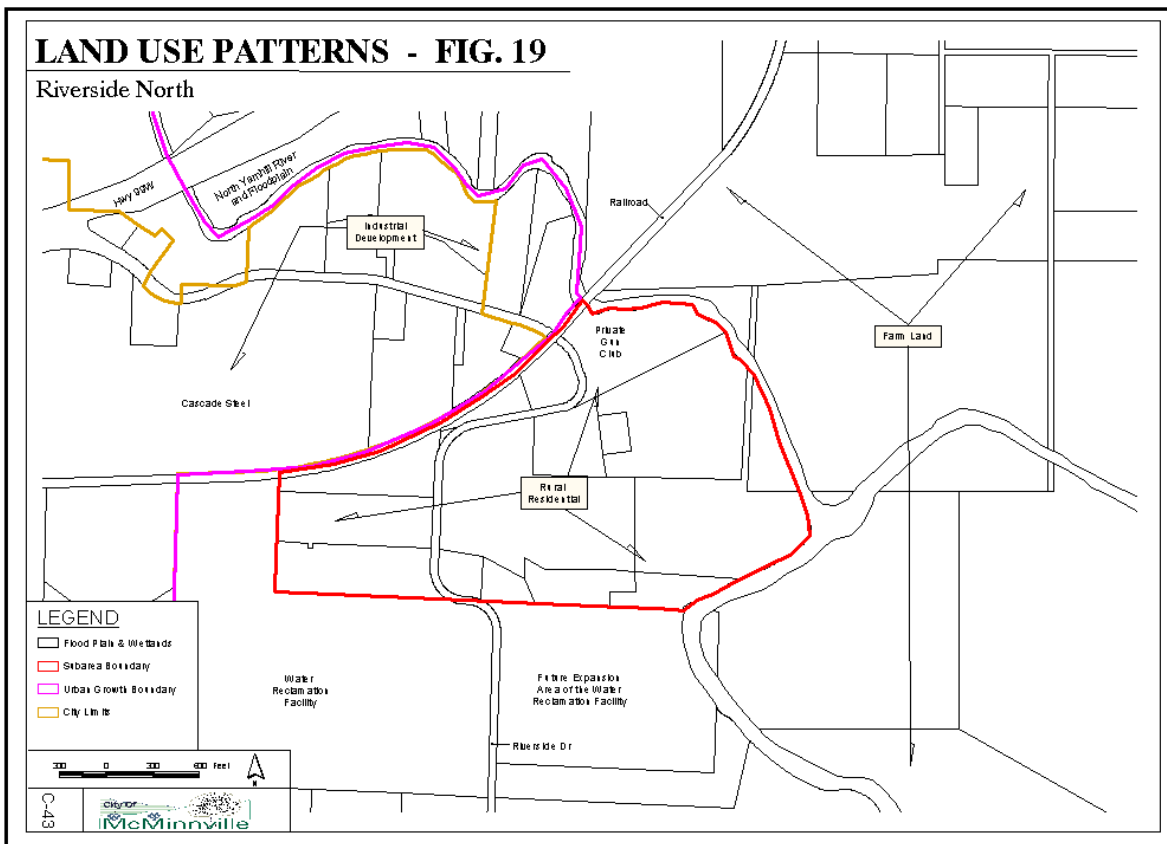 LAND USE PATTERNS - FIG. 19
Riverside North
Hwy 99W
North Yamhill River
and Floodplain
Industrial
Development
Railroad
Private
Gun
Club
Farm Land
Cascade Steel
Rural
Residential
LEGEND
Flood Plain & Wetlands
Subarea Boundary
Urban Growth Boundary
City Limits
Water
Reclamation
Facility
Future Expansion
Area of the Water
Reclamation Facility
Riverside Dr
300 0 300 600 Feet
N
C-43
City of
McMinnville